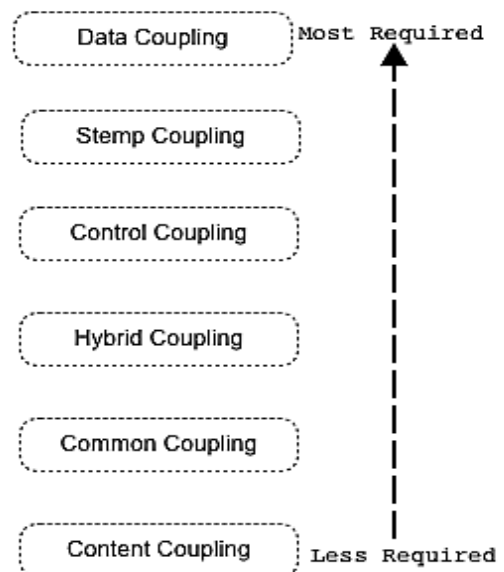 Data Coupling
Most Required
Stemp Coupling
Control Coupling
Hybrid Coupling
Common Coupling
Content Coupling
Less Required